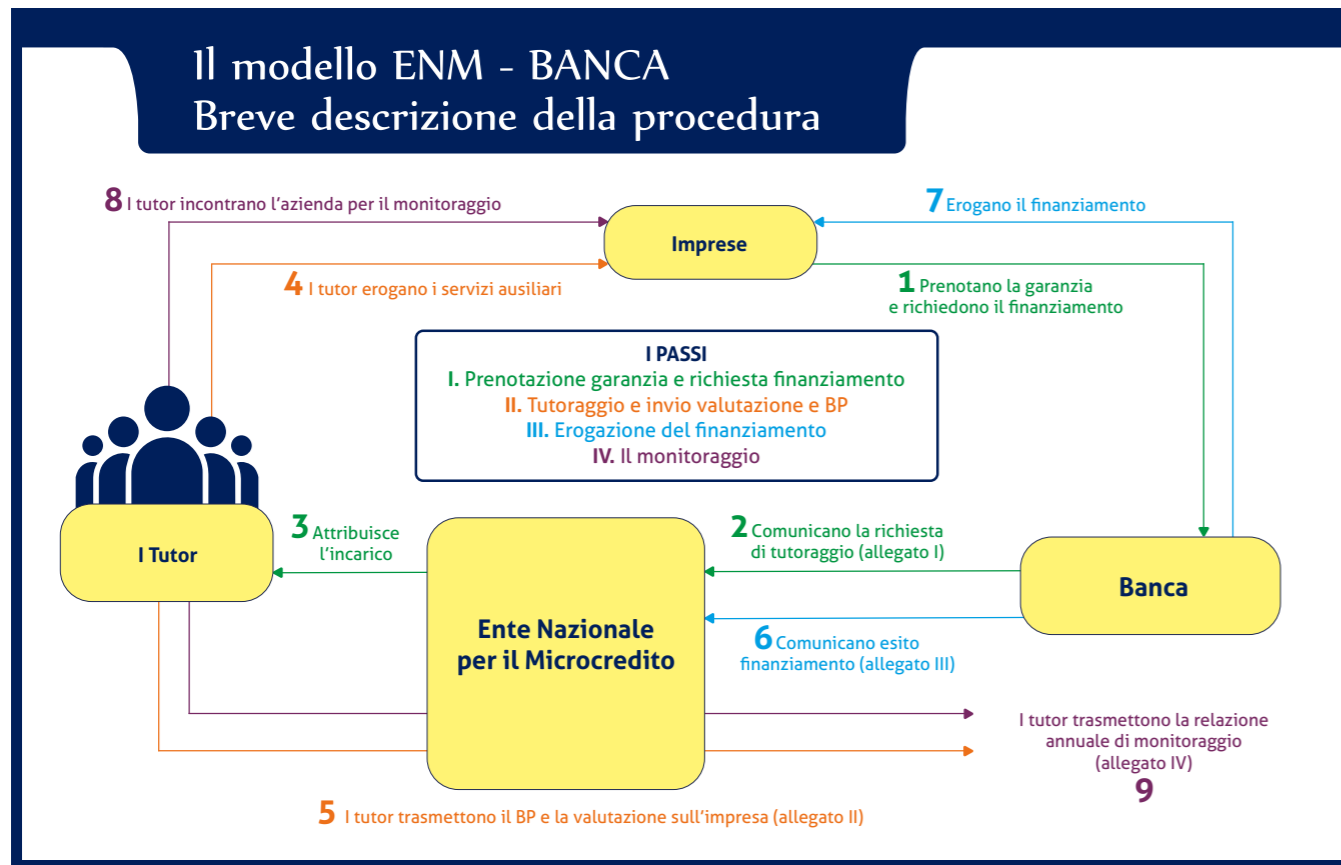 Il modello ENM - BANCA
Breve descrizione della procedura
8 I tutor incontrano l'azienda per il monitoraggio
7 Erogano il finanziamento
Imprese
4 I tutor erogano i servizi ausiliari
1 Prenotano la garanzia
e richiedono il finanziamento
I PASSI
I. Prenotazione garanzia e richiesta finanziamento
II. Tutoraggio e invio valutazione e BP
III. Erogazione del finanziamento
IV. Il monitoraggio
I Tutor
3 Attribuisce
l'incarico
Ente Nazionale
per il Microcredito
2 Comunicano la richiesta
di tutoraggio (allegato I)
Banca
6 Comunicano esito
finanziamento (allegato III)
I tutor trasmettono la relazione
annuale di monitoraggio
(allegato IV)
9
5 I tutor trasmettono il BP e la valutazione sull'impresa (allegato II)